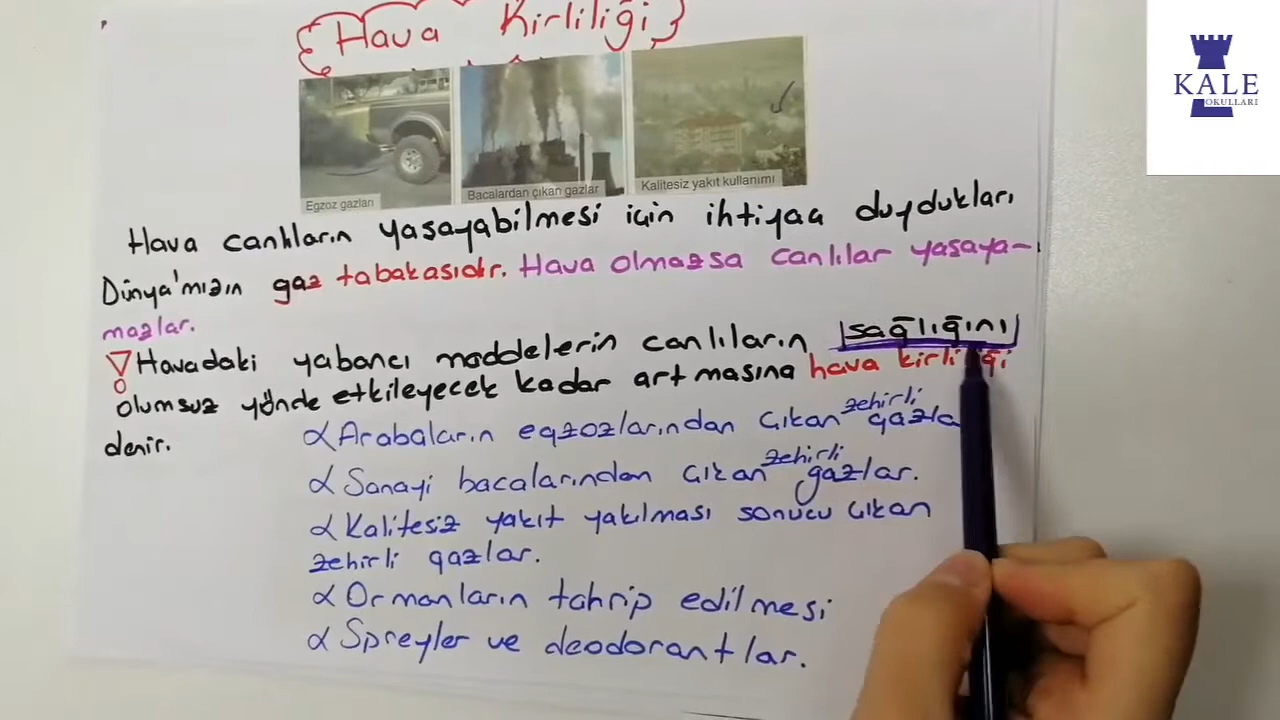 Hava Kirliliği
KALE
OKULLARI
Egzoz gazları
Bacalardan çıkan gazlar
Kalitesiz yakıt kullanımı
Hava canlıların yaşayabilmesi için ihtiyaç duydukları
Dünya'mızın gaz tabakasıdır. Hava olmazsa canlılar yaşaya-
mazlar.
Havadaki yabancı maddelerin canlıların sağlığını
olumsuz yönde etkileyecek kadar artmasına hava kirliliği
denir.
α Arabaların egzozlarından çıkan zehirli gazla
α Sanayi bacalarından çıkan zehirli gazlar.
α Kalitesiz yakıt yakılması sonucu çıkan
zehirli gazlar.
α Ormanların tahrip edilmesi
α Spreyler ve deodorantlar.